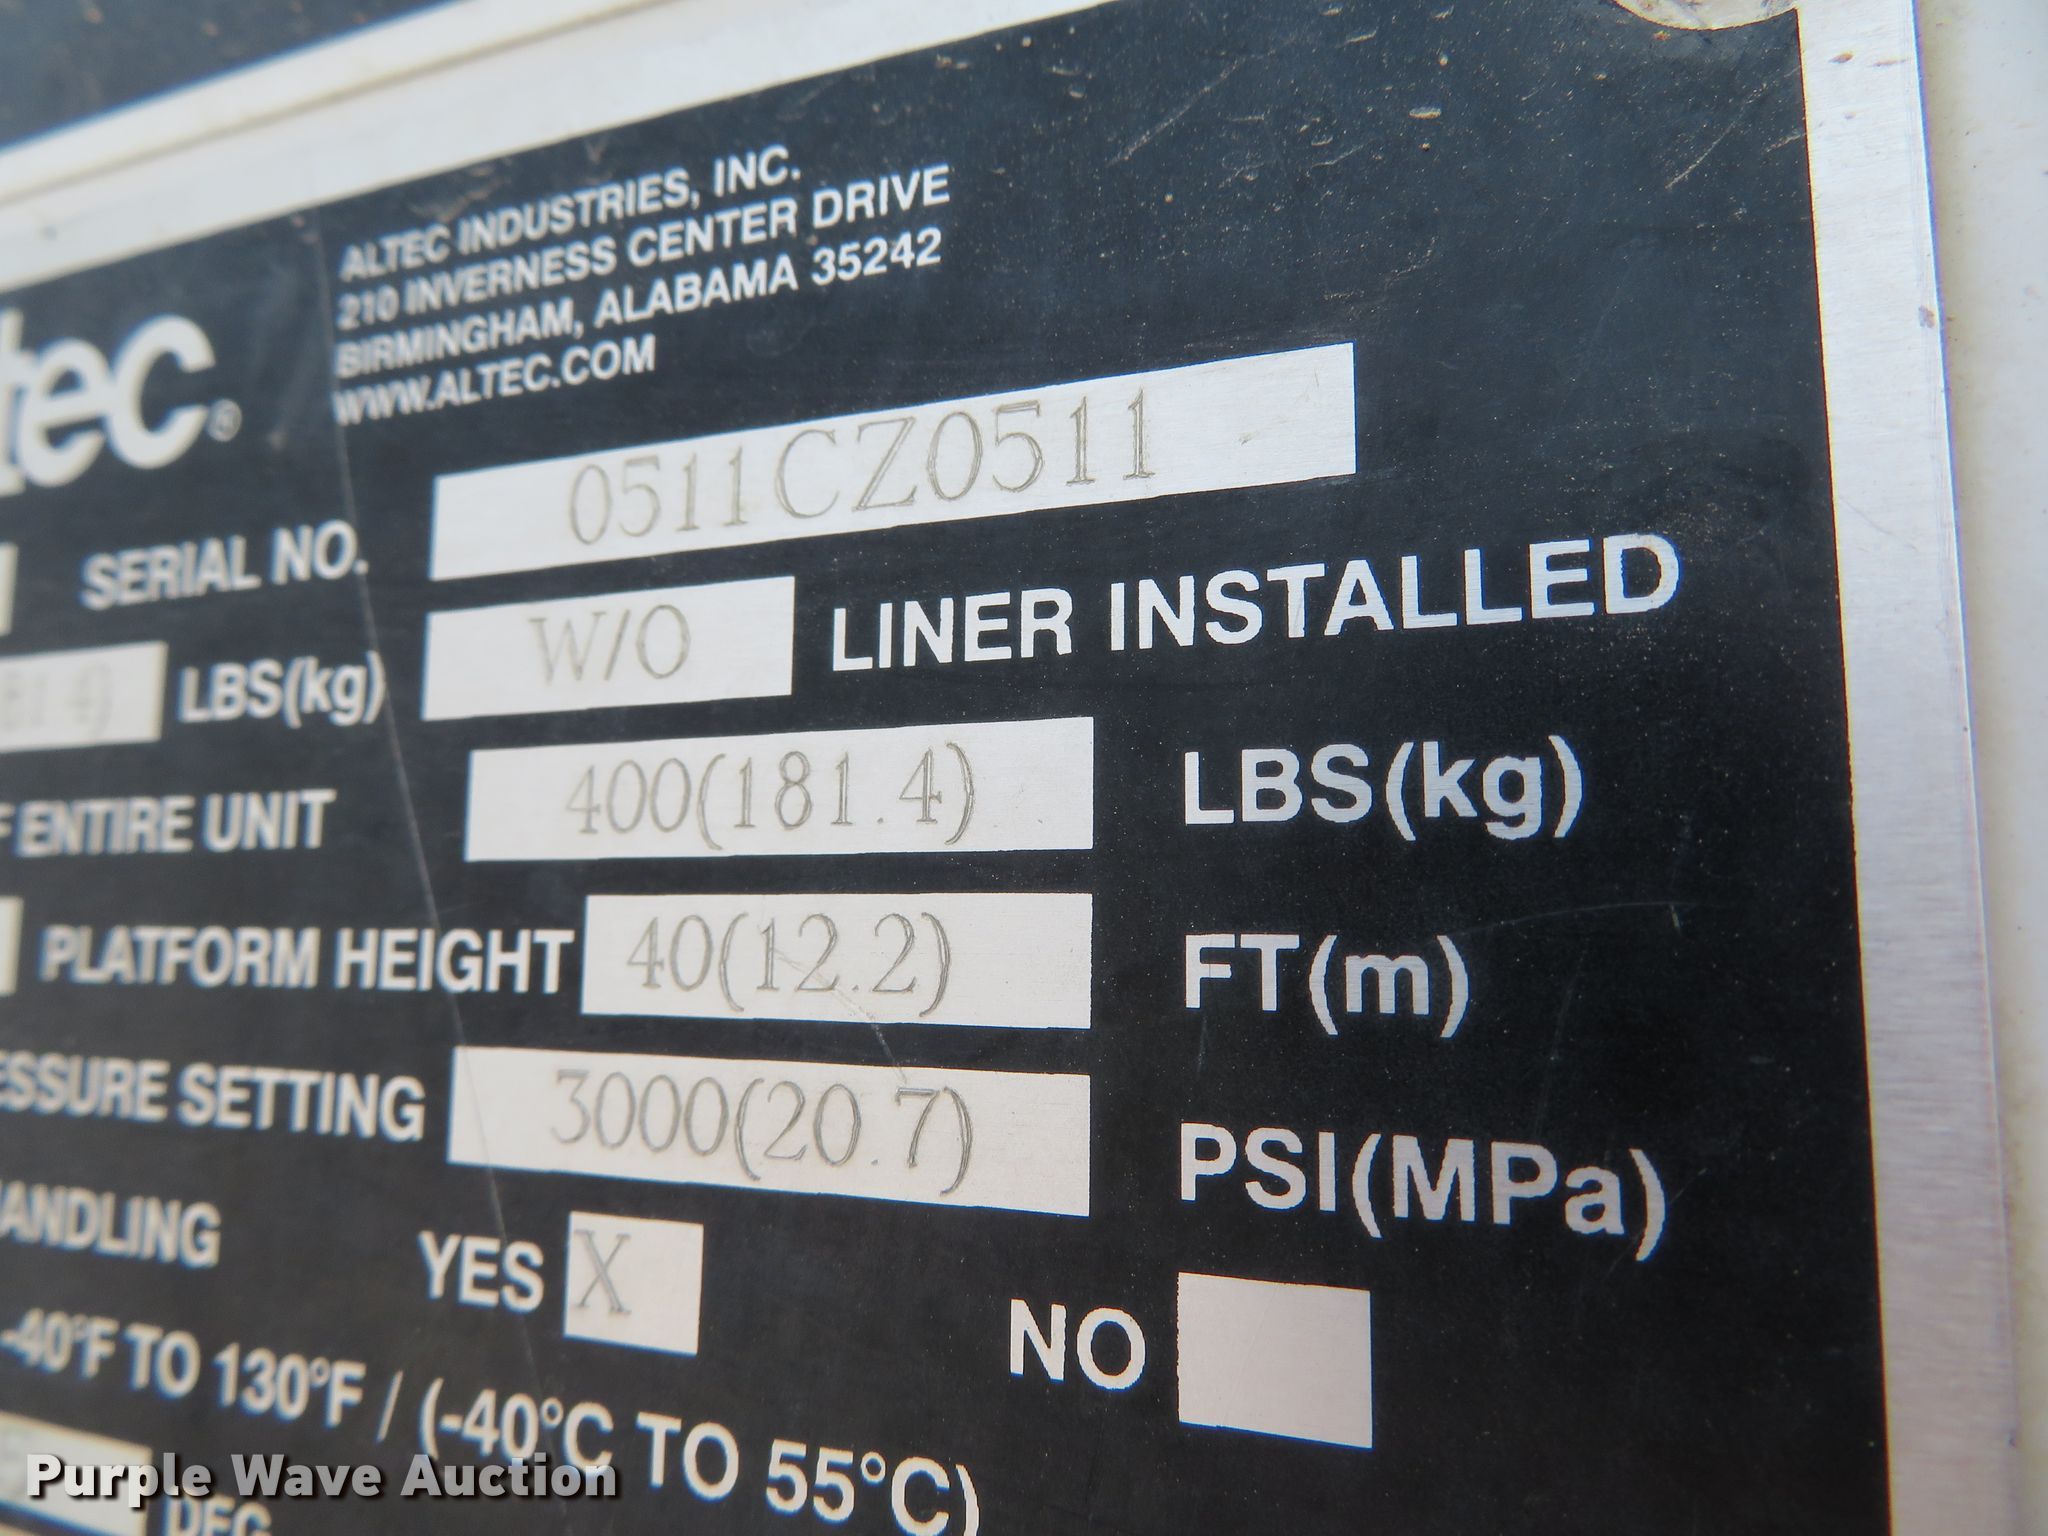 ALTEC INDUSTRIES, INC.
210 INVERNESS CENTER DRIVE
BIRMINGHAM, ALABAMA 35242
WWW.ALTEC.COM
tec®
SERIAL NO. 0511CZ0511
LBS(kg) W/O LINER INSTALLED
F ENTIRE UNIT 400(181.4) LBS(kg)
PLATFORM HEIGHT 40(12.2) FT(m)
ESSURE SETTING 3000(20.7) PSI(MPa)
ANDLING YES X NO
-40°F TO 130°F / (-40°C TO 55°C)
DEG
Purple Wave Auction